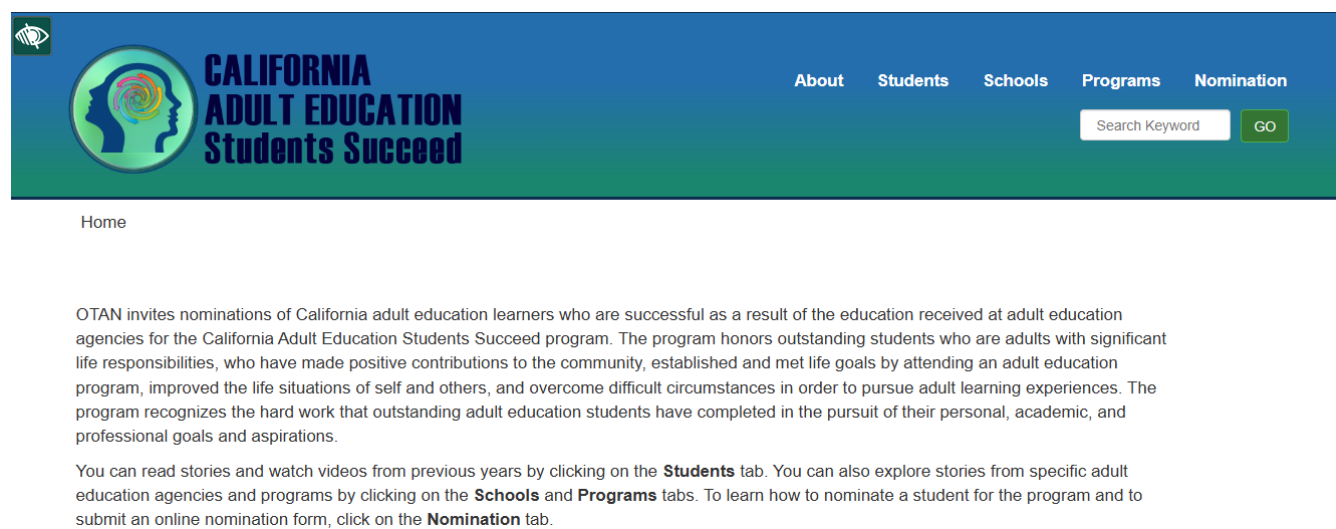 CALIFORNIA
ADULT EDUCATION
Students Succeed
About Students Schools Programs Nomination
Search Keyword GO
Home
OTAN invites nominations of California adult education learners who are successful as a result of the education received at adult education
agencies for the California Adult Education Students Succeed program. The program honors outstanding students who are adults with significant
life responsibilities, who have made positive contributions to the community, established and met life goals by attending an adult education
program, improved the life situations of self and others, and overcome difficult circumstances in order to pursue adult learning experiences. The
program recognizes the hard work that outstanding adult education students have completed in the pursuit of their personal, academic, and
professional goals and aspirations.
You can read stories and watch videos from previous years by clicking on the Students tab. You can also explore stories from specific adult
education agencies and programs by clicking on the Schools and Programs tabs. To learn how to nominate a student for the program and to
submit an online nomination form, click on the Nomination tab.